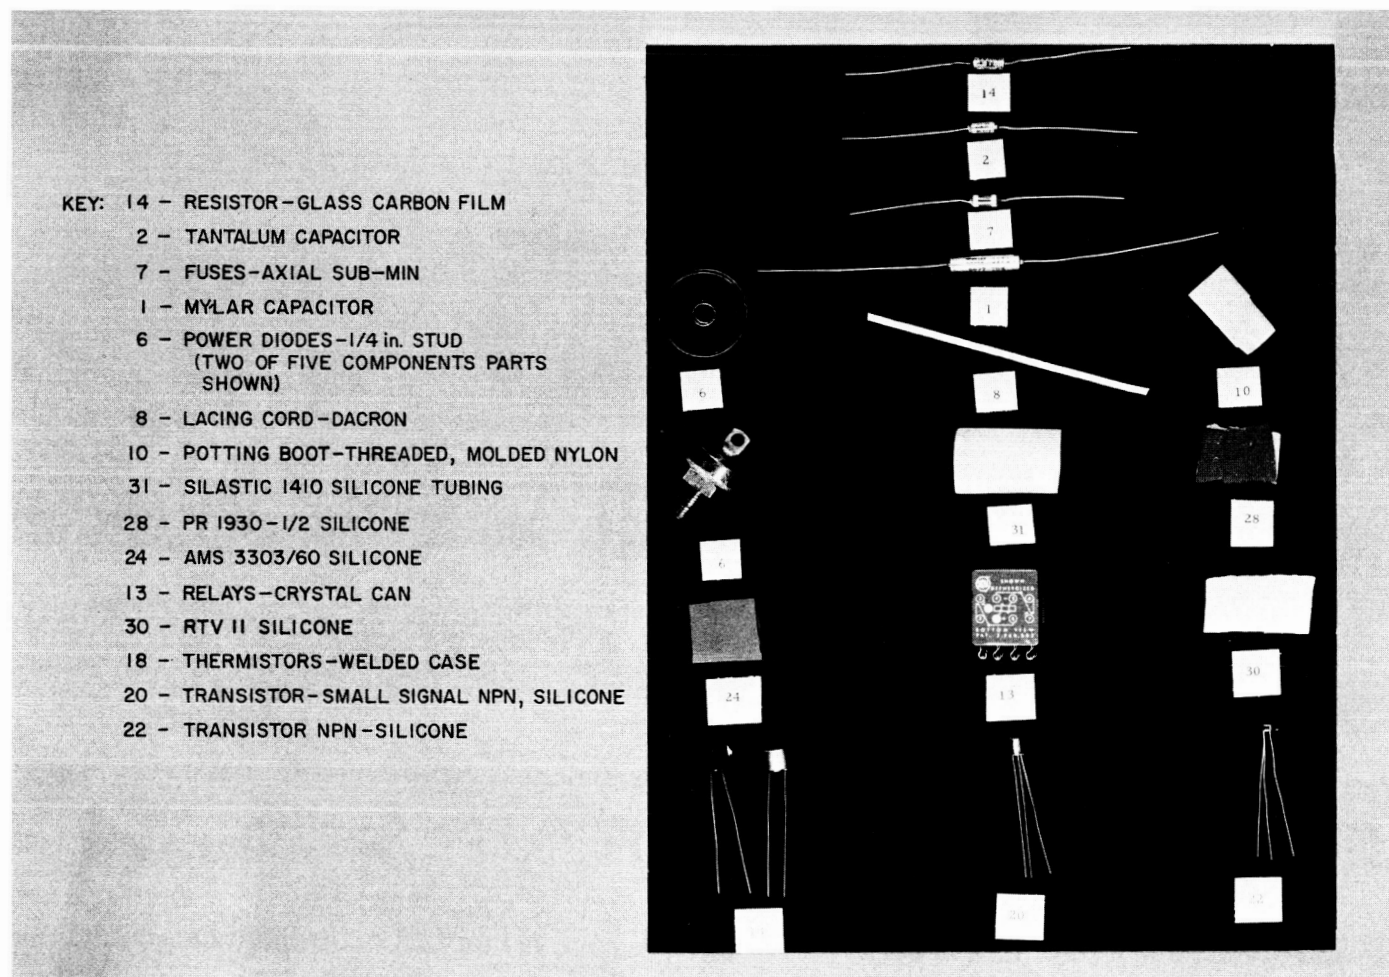 KEY: 14 - RESISTOR-GLASS CARBON FILM
2 - TANTALUM CAPACITOR
7 - FUSES-AXIAL SUB-MIN
1 - MYLAR CAPACITOR
6 - POWER DIODES-1/4 in. STUD
(TWO OF FIVE COMPONENTS PARTS
SHOWN)
8 - LACING CORD-DACRON
10 - POTTING BOOT-THREADED, MOLDED NYLON
31 - SILASTIC 1410 SILICONE TUBING
28 - PR 1930-1/2 SILICONE
24 - AMS 3303/60 SILICONE
13 - RELAYS-CRYSTAL CAN
30 - RTV 11 SILICONE
18 - THERMISTORS-WELDED CASE
20 - TRANSISTOR-SMALL SIGNAL NPN, SILICONE
22 - TRANSISTOR NPN-SILICONE
14
2
7
1
6
8
10
6
31
28
BOTTOM VIEW
24
13
30
20
22